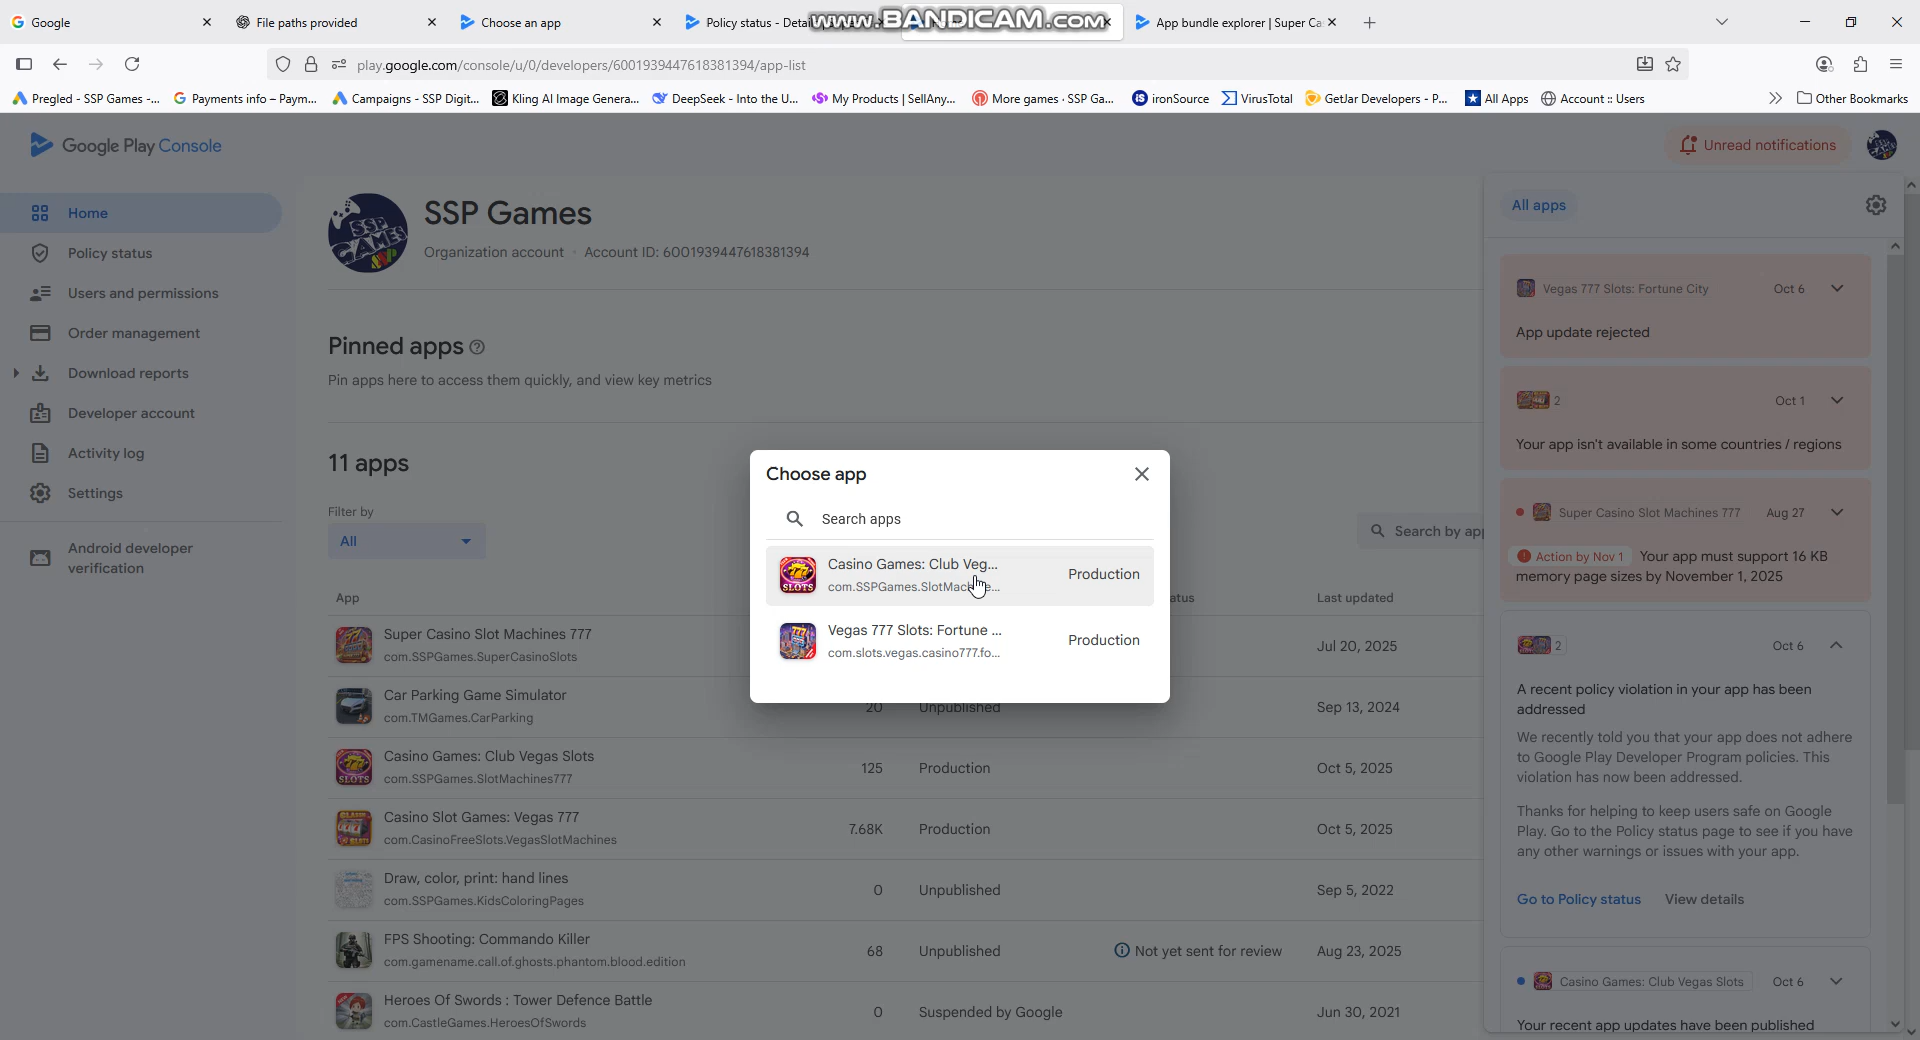 Google
File paths provided
Choose an app
Policy status - Detail
www.BANDICAM.com
App bundle explorer | Super Ca
play.google.com/console/u/0/developers/6001939447618381394/app-list
Pregled - SSP Games -...
Payments info – Paym...
Campaigns - SSP Digit...
Kling AI Image Genera...
DeepSeek - Into the U...
My Products | SellAny...
More games · SSP Ga...
ironSource
VirusTotal
GetJar Developers - P...
All Apps
Account :: Users
Other Bookmarks
Google Play Console
Unread notifications
Home
Policy status
Users and permissions
Order management
Download reports
Developer account
Activity log
Settings
Android developer
verification
SSP GAMES
SSP Games
Organization account · Account ID: 6001939447618381394
Pinned apps
Pin apps here to access them quickly, and view key metrics
11 apps
Filter by
All
Search by app
App
atus
Last updated
Super Casino Slot Machines 777
com.SSPGames.SuperCasinoSlots
Jul 20, 2025
Car Parking Game Simulator
com.TMGames.CarParking
20
Unpublished
Sep 13, 2024
Casino Games: Club Vegas Slots
com.SSPGames.SlotMachines777
125
Production
Oct 5, 2025
Casino Slot Games: Vegas 777
com.CasinoFreeSlots.VegasSlotMachines
7.68K
Production
Oct 5, 2025
Draw, color, print: hand lines
com.SSPGames.KidsColoringPages
0
Unpublished
Sep 5, 2022
FPS Shooting: Commando Killer
com.gamename.call.of.ghosts.phantom.blood.edition
68
Unpublished
Not yet sent for review
Aug 23, 2025
Heroes Of Swords : Tower Defence Battle
com.CastleGames.HeroesOfSwords
0
Suspended by Google
Jun 30, 2021
Choose app
Search apps
Casino Games: Club Veg...
com.SSPGames.SlotMachine...
Production
Vegas 777 Slots: Fortune ...
com.slots.vegas.casino777.fo...
Production
All apps
Vegas 777 Slots: Fortune City
Oct 6
App update rejected
2
Oct 1
Your app isn't available in some countries / regions
Super Casino Slot Machines 777
Aug 27
Action by Nov 1 Your app must support 16 KB
memory page sizes by November 1, 2025
2
Oct 6
A recent policy violation in your app has been
addressed
We recently told you that your app does not adhere
to Google Play Developer Program policies. This
violation has now been addressed.
Thanks for helping to keep users safe on Google
Play. Go to the Policy status page to see if you have
any other warnings or issues with your app.
Go to Policy status
View details
Casino Games: Club Vegas Slots
Oct 6
Your recent app updates have been published